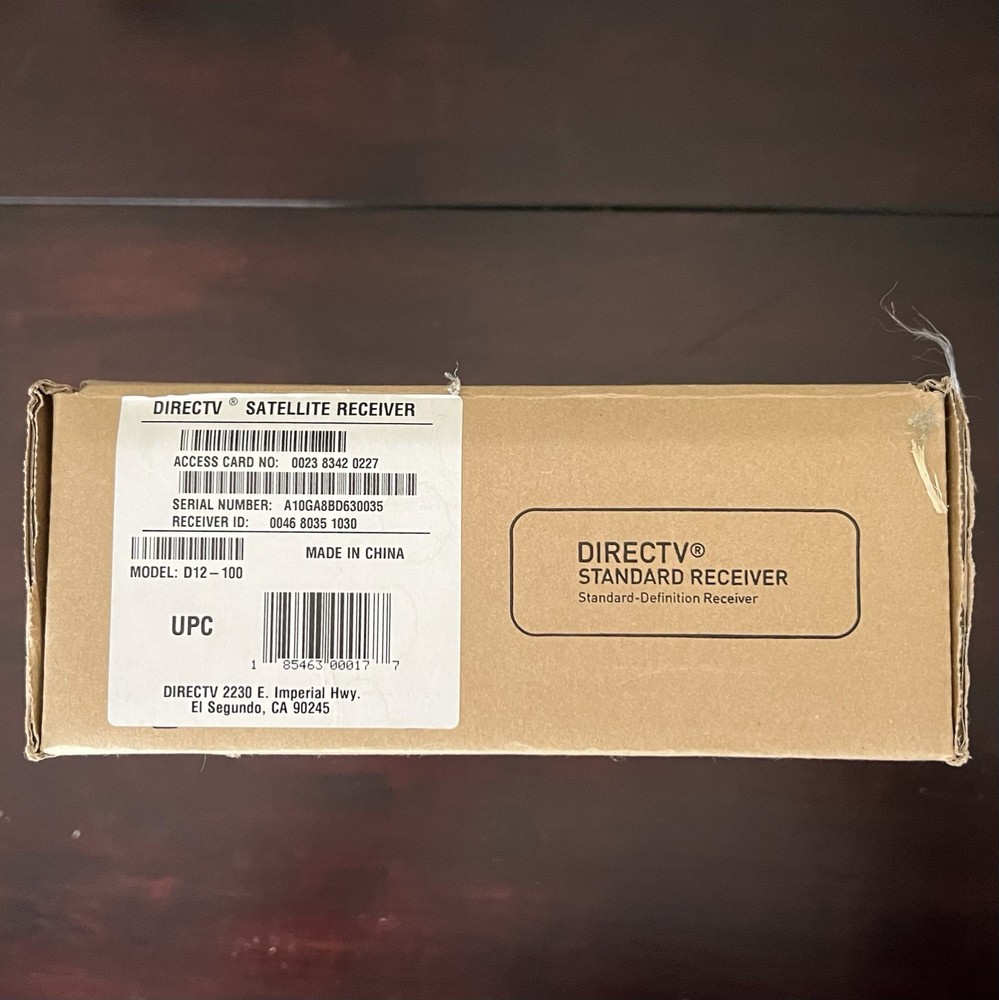 DIRECTV® SATELLITE RECEIVER
ACCESS CARD NO: 0023 8342 0227
SERIAL NUMBER: A10GA8BD630035
RECEIVER ID: 0046 8035 1030
MADE IN CHINA
MODEL: D12-100
UPC
1 85463 00017 7
DIRECTV 2230 E. Imperial Hwy.
El Segundo, CA 90245
DIRECTV®
STANDARD RECEIVER
Standard-Definition Receiver